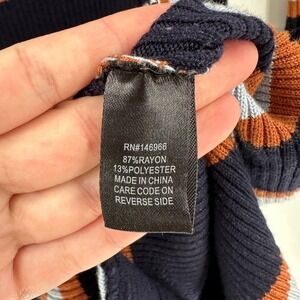 RN#146966
87%RAYON
13%POLYESTER
MADE IN CHINA
CARE CODE ON
REVERSE SIDE